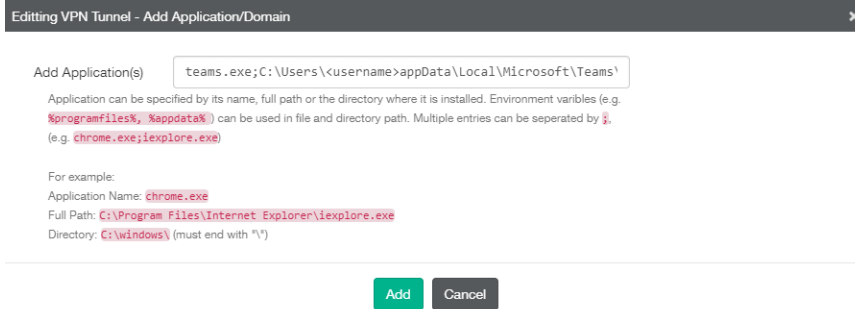 Editting VPN Tunnel - Add Application/Domain
Add Application(s) teams.exe;C:\Users\<username>appData\Local\Microsoft\Teams\
Application can be specified by its name, full path or the directory where it is installed. Environment varibles (e.g.
%programfiles%, %appdata% ) can be used in file and directory path. Multiple entries can be seperated by ;,
(e.g. chrome.exe;iexplore.exe)
For example:
Application Name: chrome.exe
Full Path: C:\Program Files\Internet Explorer\iexplore.exe
Directory: C:\windows\ (must end with "\")
Add Cancel